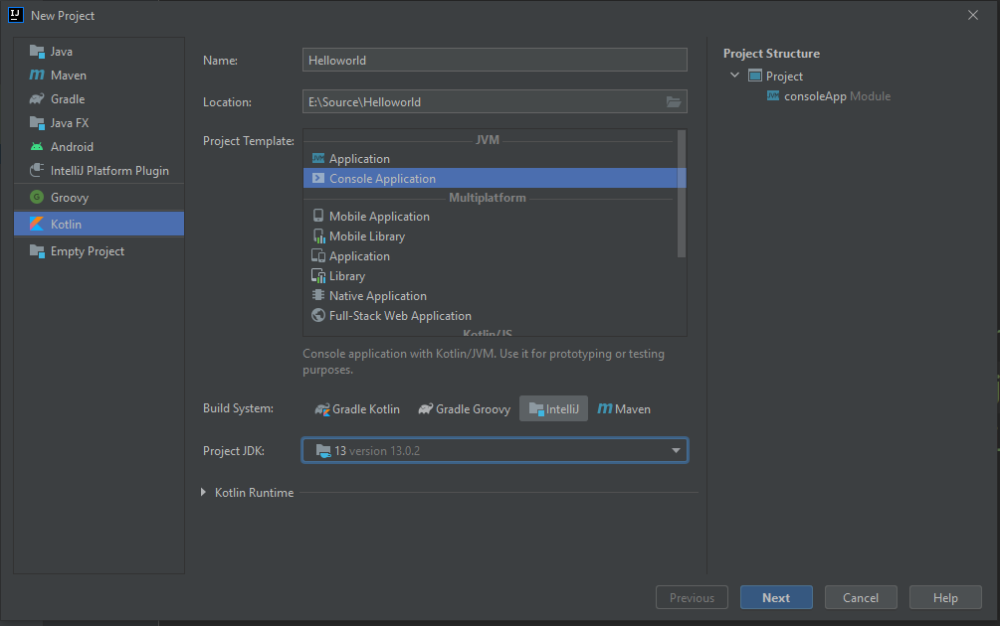 New Project
Java
Maven
Gradle
Java FX
Android
IntelliJ Platform Plugin
Groovy
Kotlin
Empty Project
Name:
Helloworld
Location:
E:\Source\Helloworld
Project Template:
JVM
Application
Console Application
Multiplatform
Mobile Application
Mobile Library
Application
Library
Native Application
Full-Stack Web Application
Kotlin/JS
Console application with Kotlin/JVM. Use it for prototyping or testing
purposes.
Build System:
Gradle Kotlin
Gradle Groovy
IntelliJ
Maven
Project JDK:
13 version 13.0.2
Kotlin Runtime
Project Structure
Project
consoleApp Module
Previous
Next
Cancel
Help